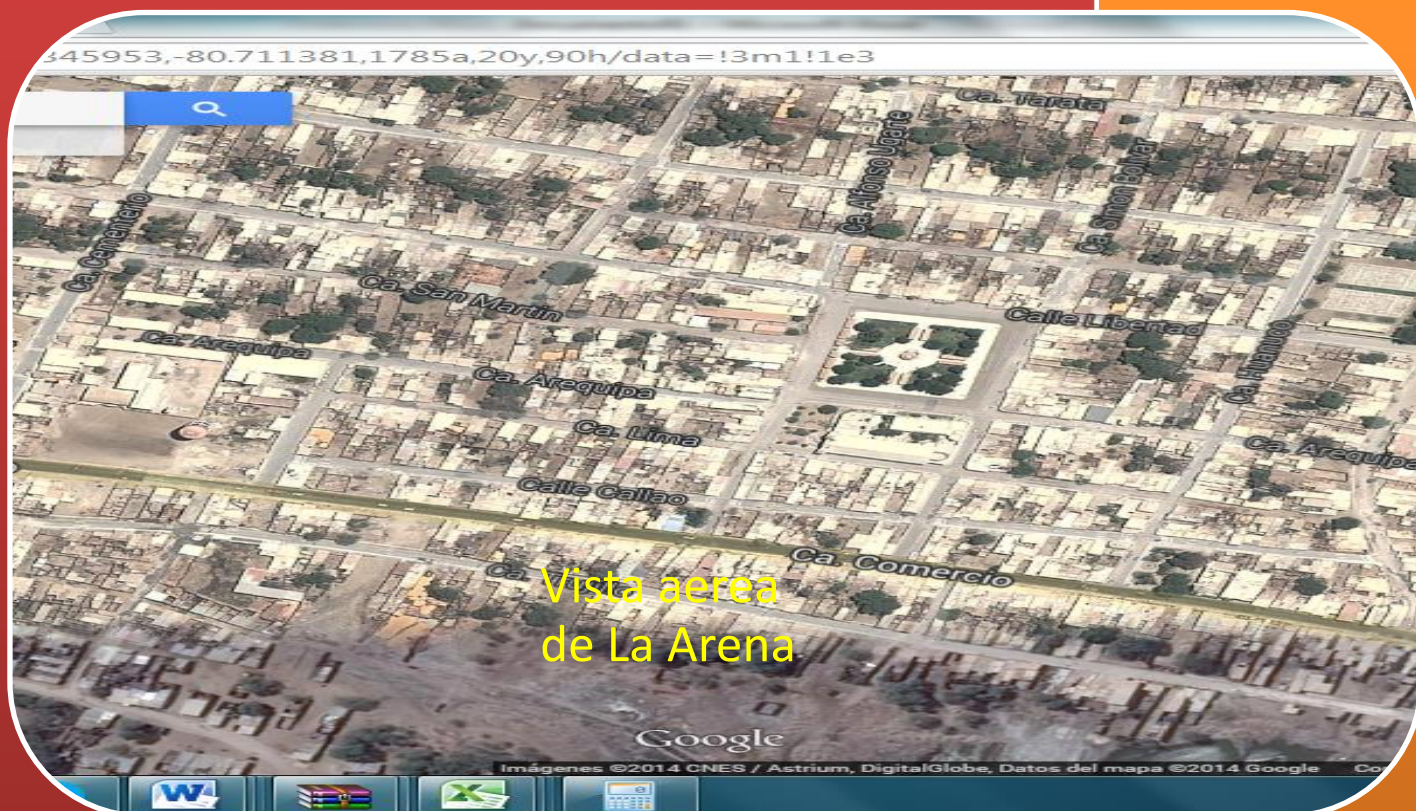 345953,-80.711381,1785a,20y,90h/data=!3m1!1e3
Ca. Tarata
Ca. Alfonso Ugarte
Ca. Simon Bolivar
Ca. Cementerio
Ca. San Martin
Calle Libertad
Ca. Arequipa
Ca. Huanuco
Ca. Arequipa
Ca. Lima
Ca. Arequipa
Calle Callao
Ca. Comercio
Ca.
Vista aerea
de La Arena
Google
Imágenes ©2014 CNES / Astrium, DigitalGlobe, Datos del mapa ©2014 Google
W